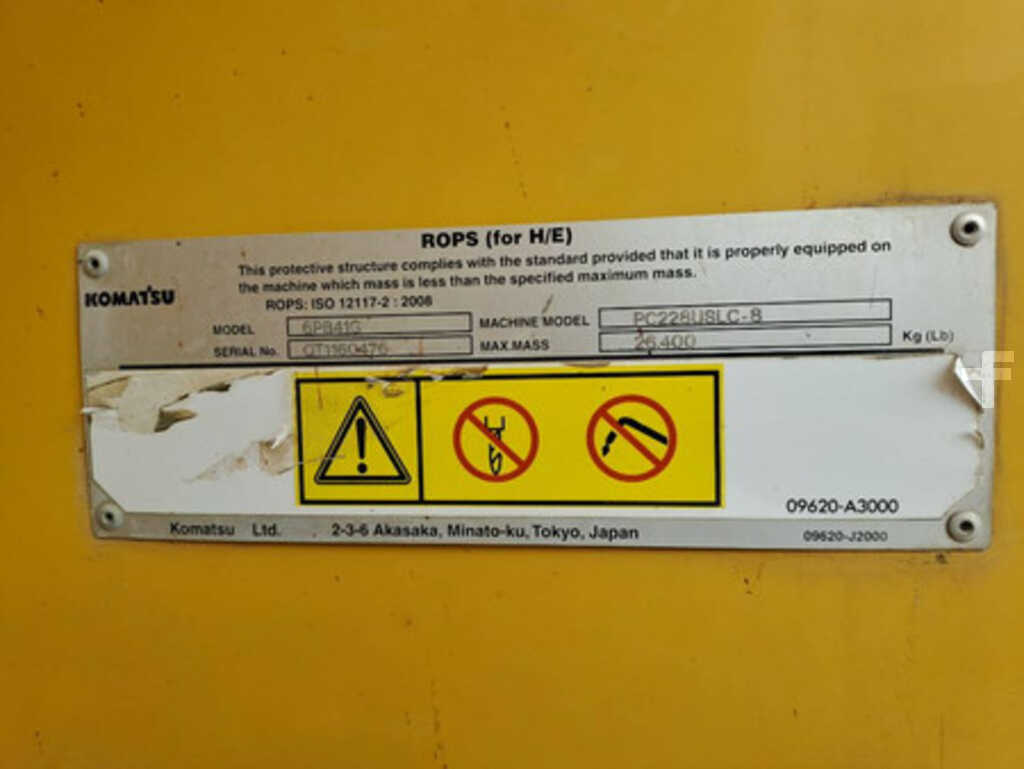 ROPS (for H/E)
This protective structure complies with the standard provided that it is properly equipped on
the machine which mass is less than the specified maximum mass.
KOMATSU
ROPS: ISO 12117-2 : 2008
MODEL 6PB41G MACHINE MODEL PC228USLC-8
SERIAL No. MAX.MASS 26,400 Kg (Lb)
09620-A3000
Komatsu Ltd. 2-3-6 Akasaka, Minato-ku, Tokyo, Japan
09620-J2000